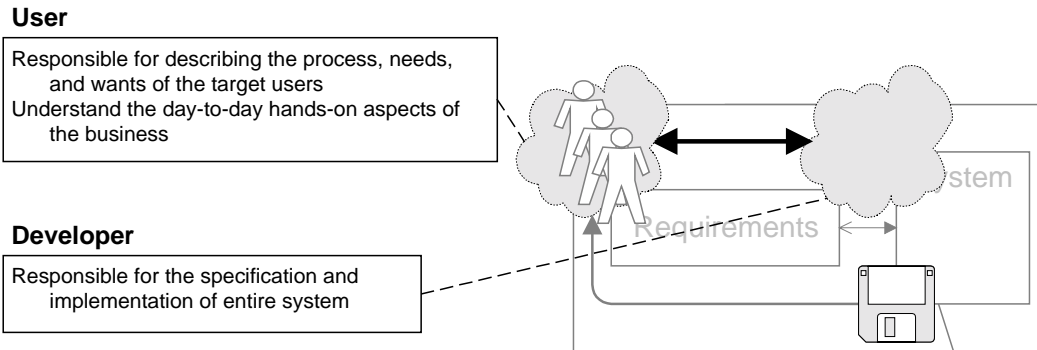 User
Responsible for describing the process, needs,
and wants of the target users
Understand the day-to-day hands-on aspects of
the business
ystem
Requirements
Developer
Responsible for the specification and
implementation of entire system